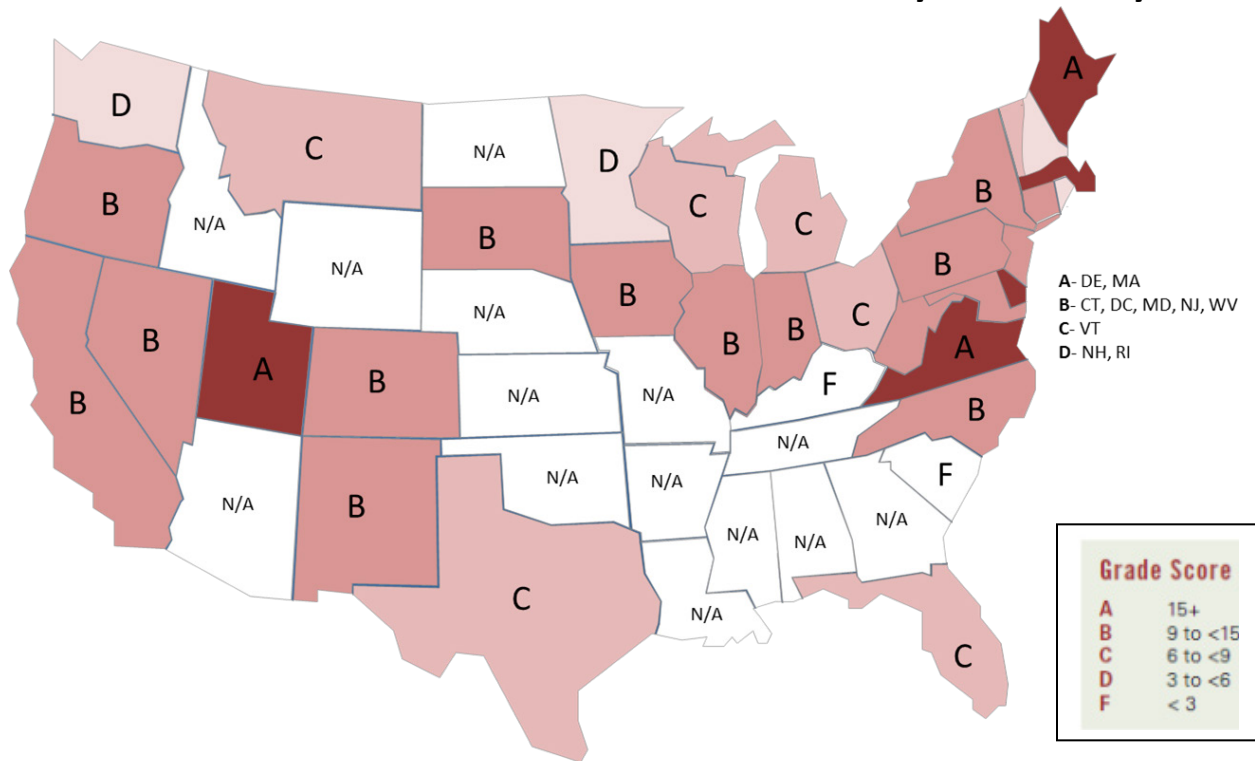 A
D
C
N/A
D
B
N/A
C
C
B
B
N/A
B
N/A
B
A- DE, MA
B- CT, DC, MD, NJ, WV
C- VT
D- NH, RI
B
N/A
C
B
B
B
A
A
B
F
B
N/A
N/A
B
N/A
F
B
N/A
N/A
N/A
N/A
N/A
N/A
C
N/A
C
Grade Score
A 15+
B 9 to <15
C 6 to <9
D 3 to <6
F < 3